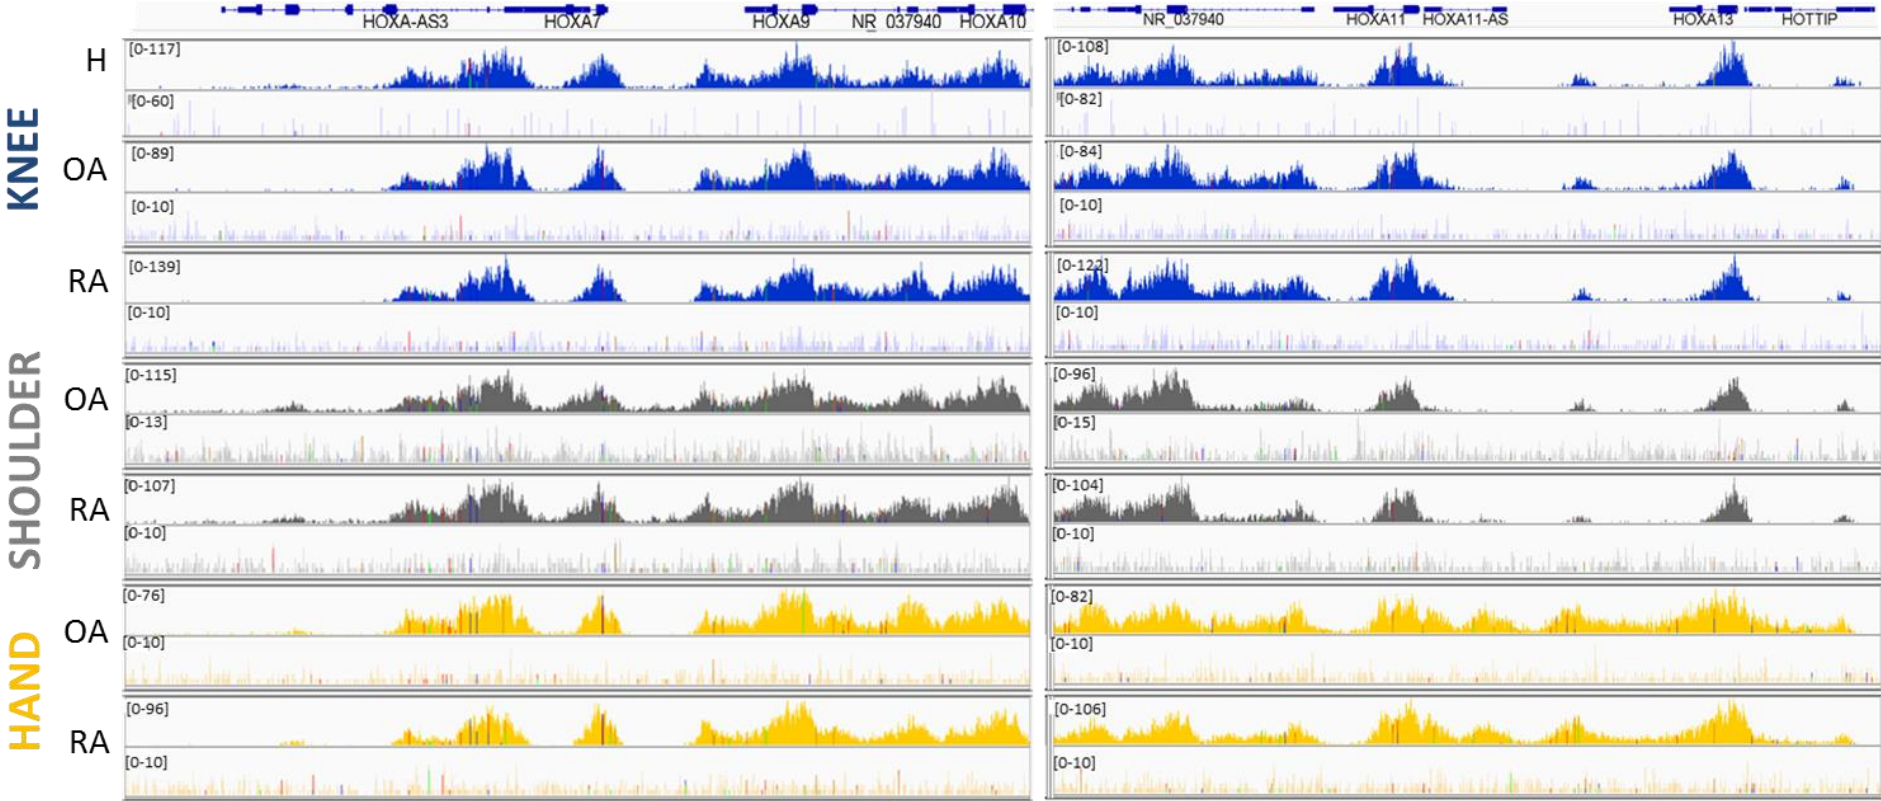 HOXA-AS3 HOXA7 HOXA9 NR_037940 HOXA10 NR_037940 HOXA11 HOXA11-AS HOXA13 HOTTIP
KNEE
H
[0-117] [0-108]
[0-60] [0-82]
OA
[0-89] [0-84]
[0-10] [0-10]
RA
[0-139] [0-122]
[0-10] [0-10]
SHOULDER
OA
[0-115] [0-96]
[0-13] [0-15]
RA
[0-107] [0-104]
[0-10] [0-10]
HAND
OA
[0-76] [0-82]
[0-10] [0-10]
RA
[0-96] [0-106]
[0-10] [0-10]